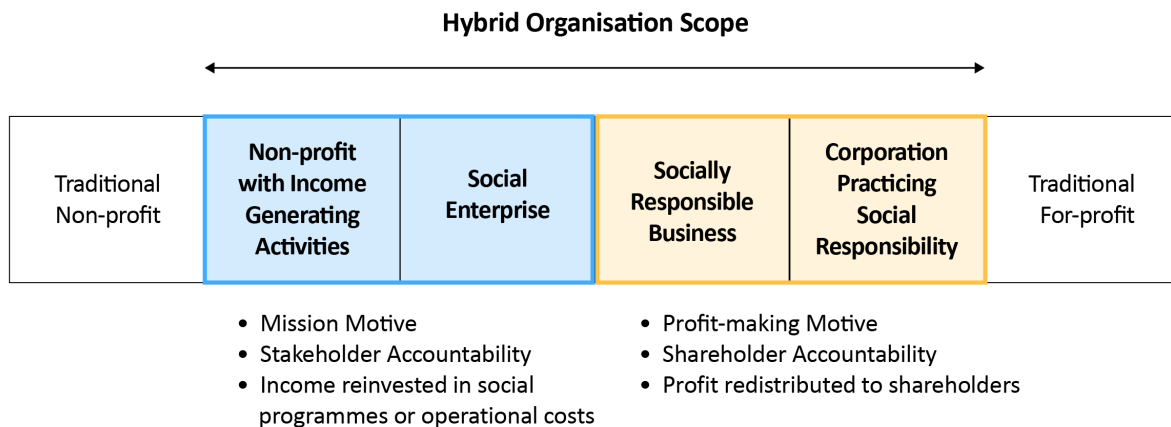 Hybrid Organisation Scope
Traditional
Non-profit
Non-profit
with Income
Generating
Activities
Social
Enterprise
Socially
Responsible
Business
Corporation
Practicing
Social
Responsibility
Traditional
For-profit
• Mission Motive
• Stakeholder Accountability
• Income reinvested in social
programmes or operational costs
• Profit-making Motive
• Shareholder Accountability
• Profit redistributed to shareholders